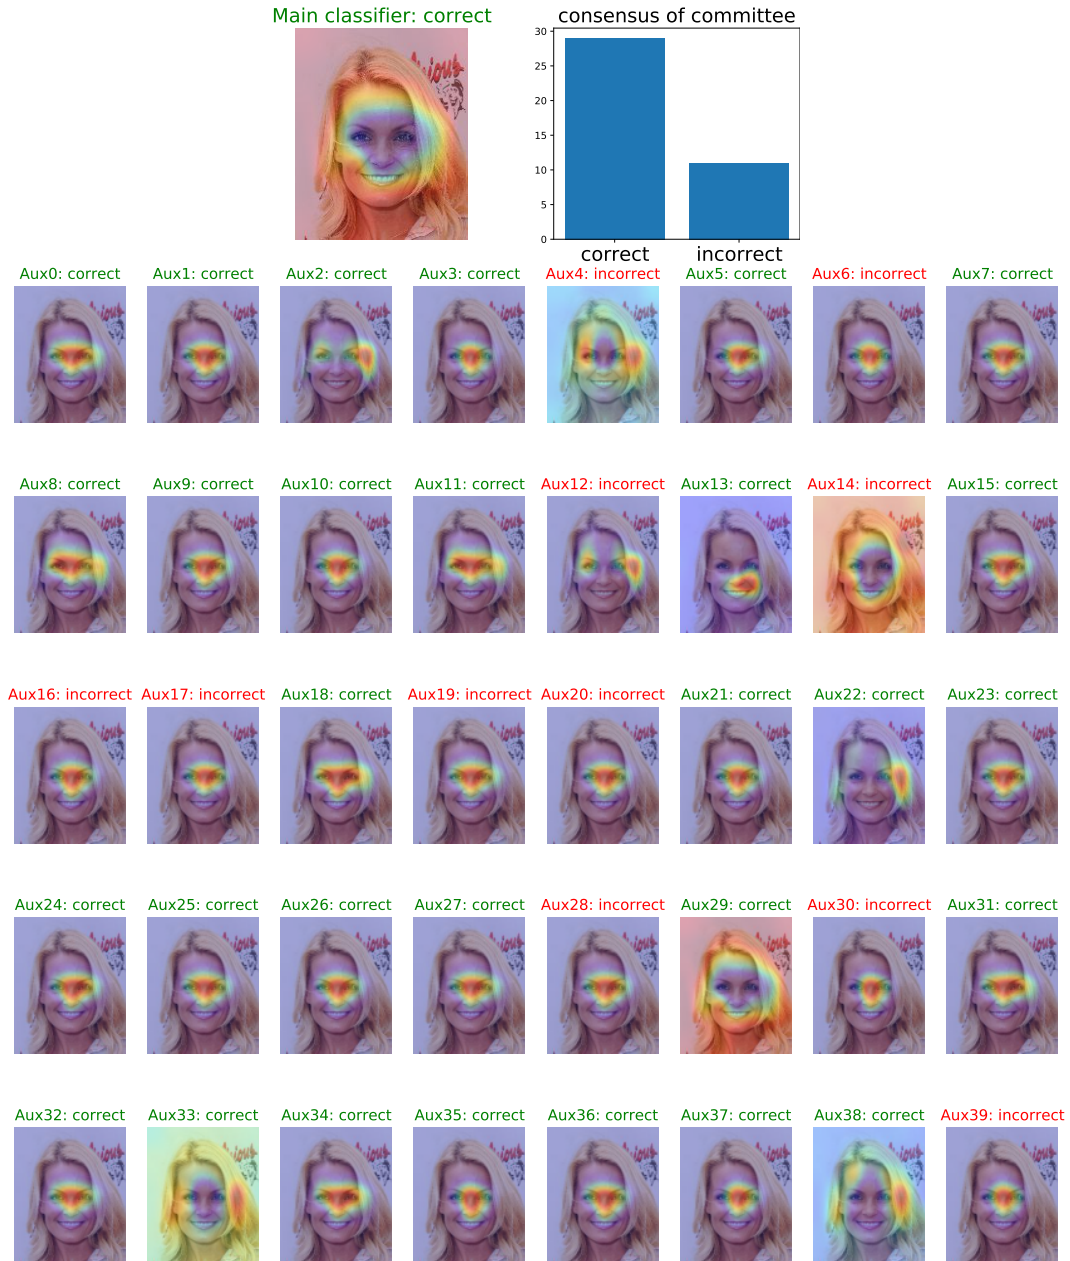 Main classifier: correct
consensus of committee
30
25
20
15
10
5
0
correct incorrect
Aux0: correct Aux1: correct Aux2: correct Aux3: correct Aux4: incorrect Aux5: correct Aux6: incorrect Aux7: correct
Aux8: correct Aux9: correct Aux10: correct Aux11: correct Aux12: incorrect Aux13: correct Aux14: incorrect Aux15: correct
Aux16: incorrect Aux17: incorrect Aux18: correct Aux19: incorrect Aux20: incorrect Aux21: correct Aux22: correct Aux23: correct
Aux24: correct Aux25: correct Aux26: correct Aux27: correct Aux28: incorrect Aux29: correct Aux30: incorrect Aux31: correct
Aux32: correct Aux33: correct Aux34: correct Aux35: correct Aux36: correct Aux37: correct Aux38: correct Aux39: incorrect